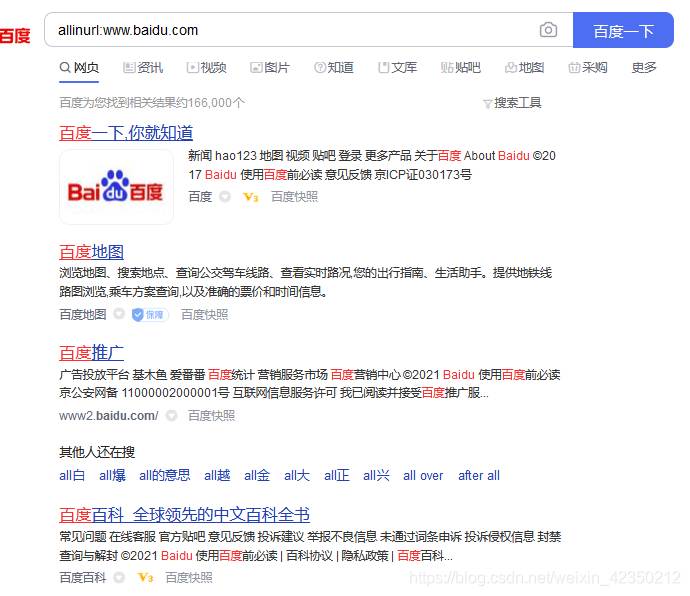 百度
allinurl:www.baidu.com
百度一下
网页 资讯 视频 图片 知道 文库 贴吧 地图 采购 更多
百度为您找到相关结果约166,000个
搜索工具
百度一下,你就知道
新闻 hao123 地图 视频 贴吧 登录 更多产品 关于百度 About Baidu ©20
17 Baidu 使用百度前必读 意见反馈 京ICP证030173号
Bai du 百度
百度 V3 百度快照
百度地图
浏览地图、搜索地点、查询公交驾车线路、查看实时路况,您的出行指南、生活助手。提供地铁线
路图浏览,乘车方案查询,以及准确的票价和时间信息。
百度地图 保障 百度快照
百度推广
广告投放平台 基木鱼 爱番番 百度统计 营销服务市场 百度营销中心 ©2021 Baidu 使用百度前必读
京公安网备 11000002000001号 互联网信息服务许可 我已阅读并接受百度推广服...
www2.baidu.com/ 百度快照
其他人还在搜
all白 all爆 all的意思 all越 all金 all大 all正 all兴 all over after all
百度百科_全球领先的中文百科全书
常见问题 在线客服 官方贴吧 意见反馈 投诉建议 举报不良信息 未通过词条申诉 投诉侵权信息 封禁
查询与解封 ©2021 Baidu 使用百度前必读 | 百科协议 | 隐私政策 | 百度百科...
百度百科 V3 百度快照
https://blog.csdn.net/weixin_42350212